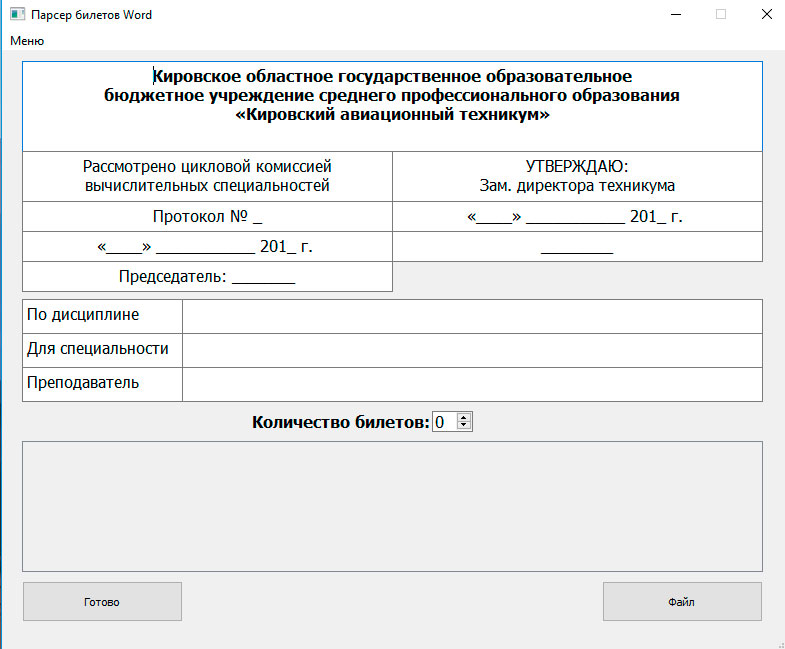 Парсер билетов Word
Меню
Кировское областное государственное образовательное
бюджетное учреждение среднего профессионального образования
«Кировский авиационный техникум»
Рассмотрено цикловой комиссией
вычислительных специальностей
УТВЕРЖДАЮ:
Зам. директора техникума
Протокол № _
«____» ___________ 201_ г.
«____» ___________ 201_ г.
________
Председатель: _______
По дисциплине
Для специальности
Преподаватель
Количество билетов: 0
Готово
Файл